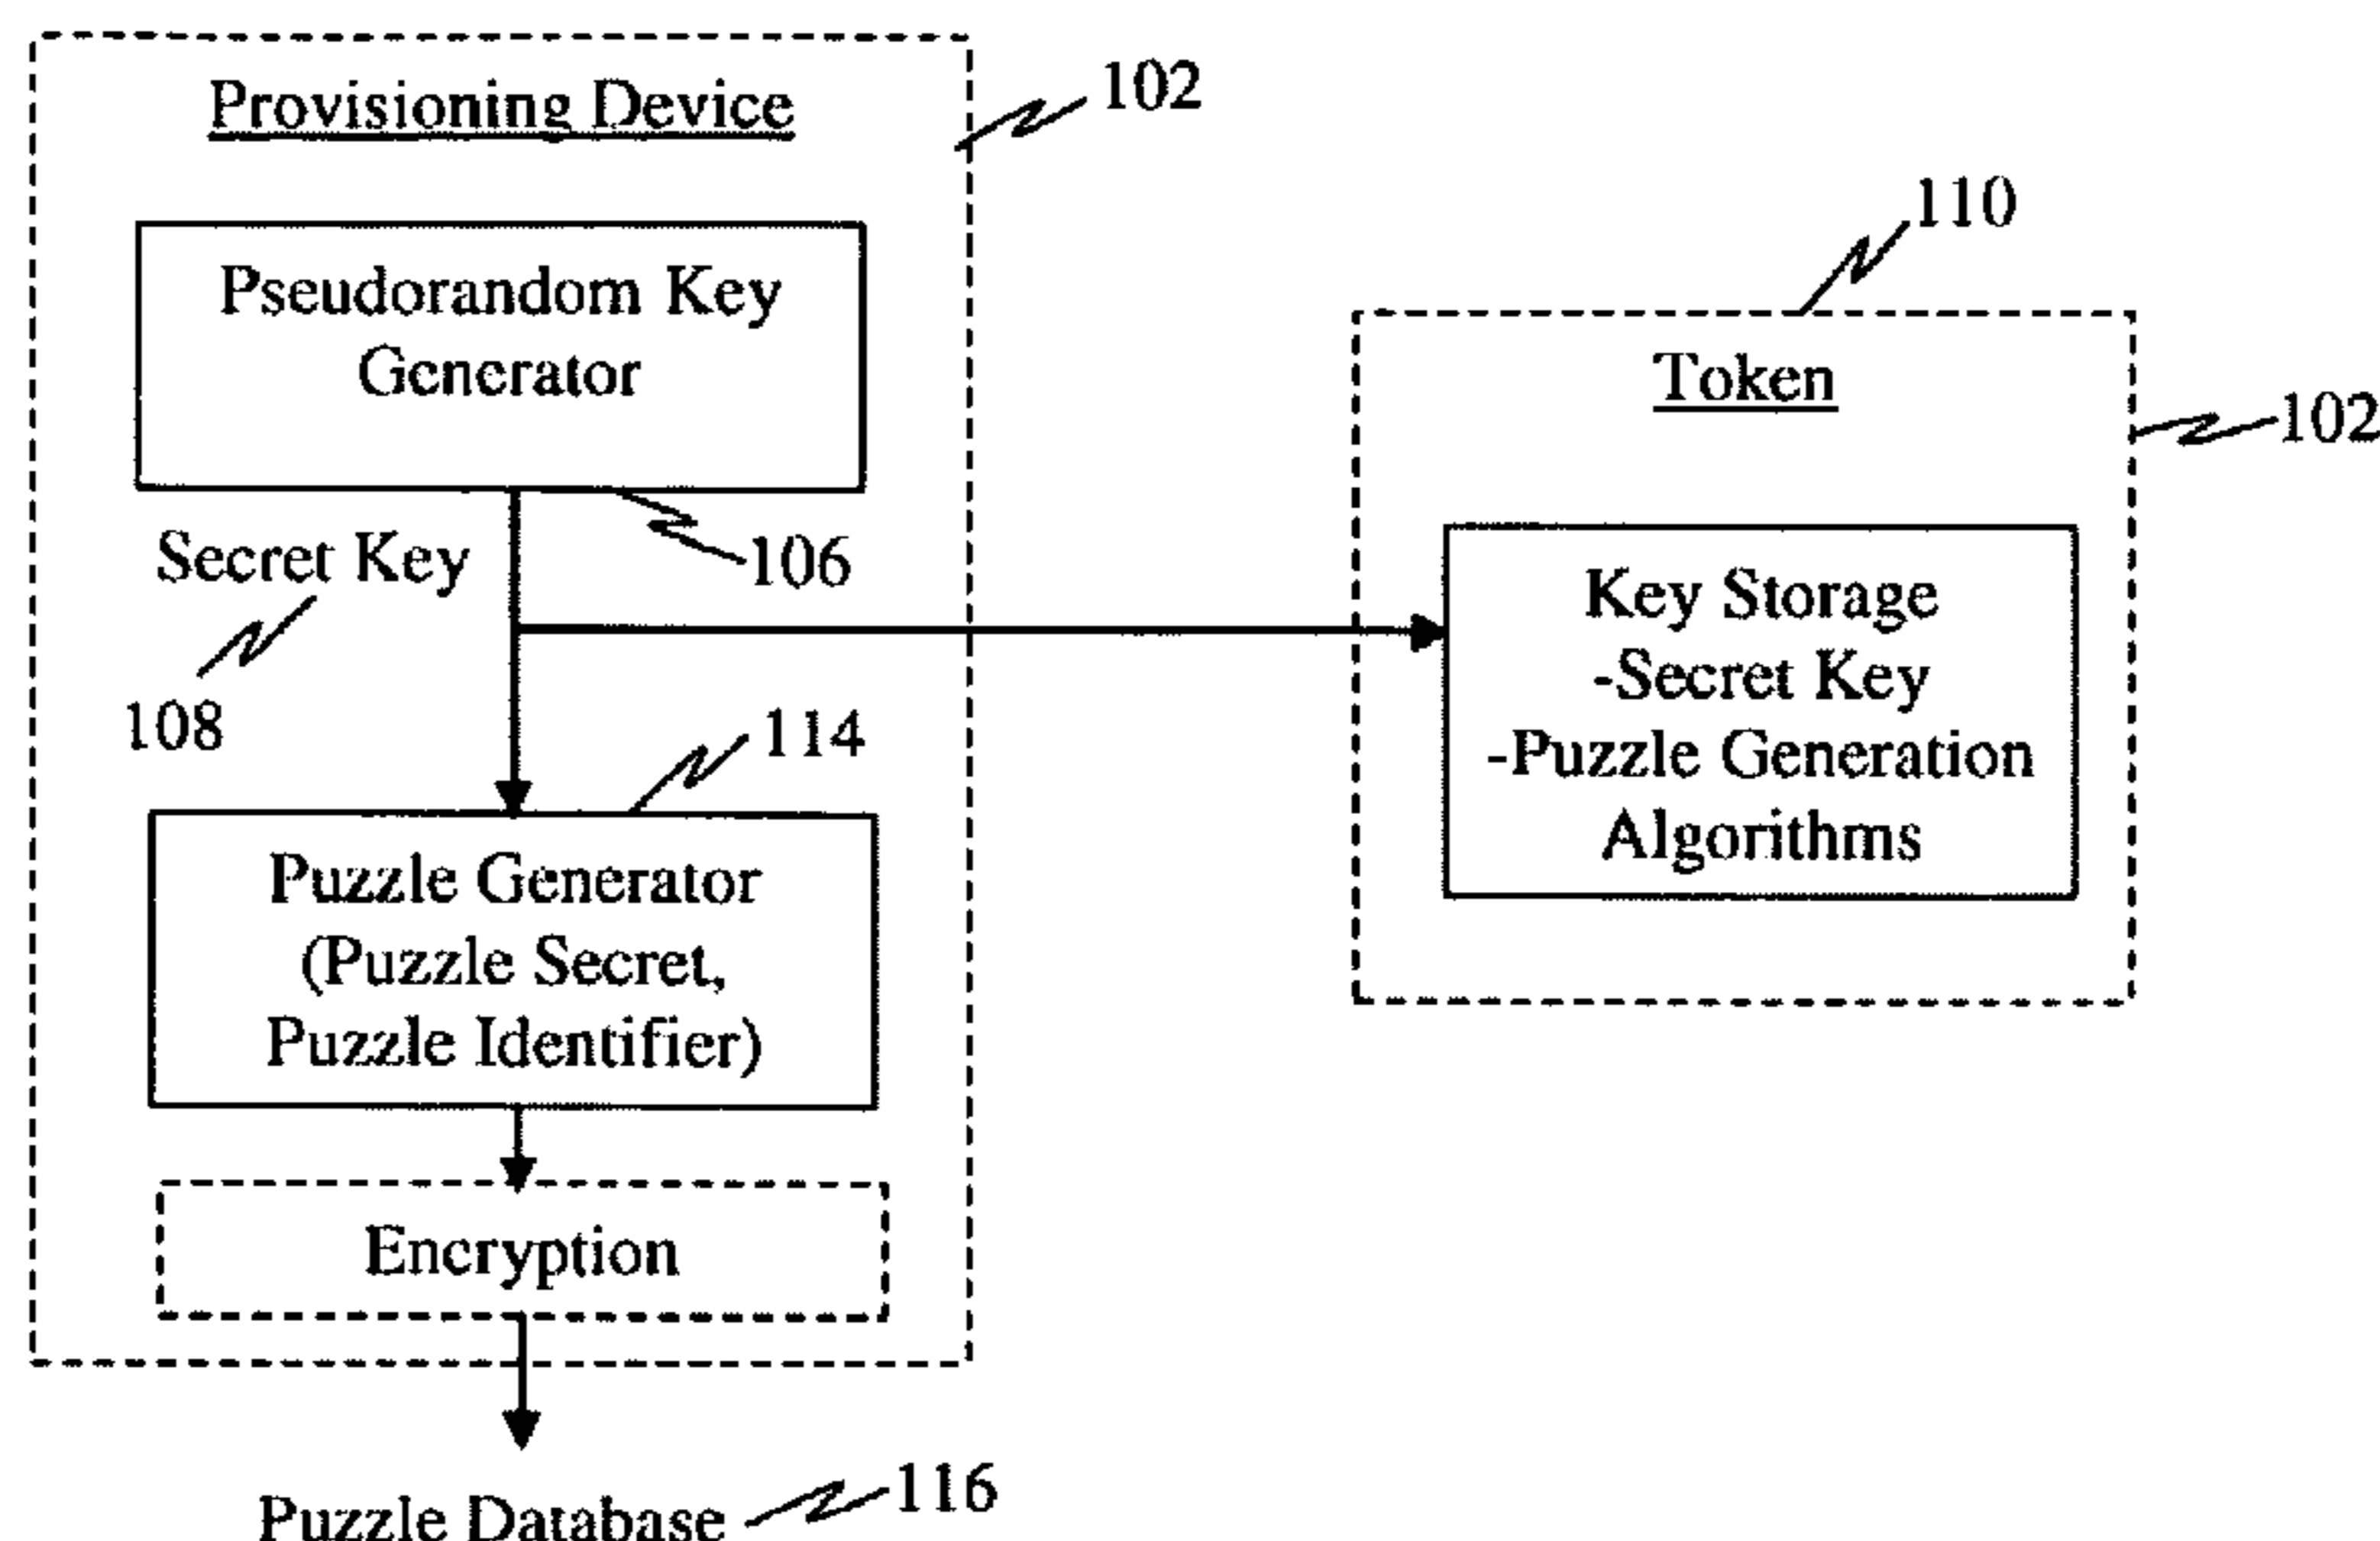 Provisioning Device
102
Pseudorandom Key
Generator
Secret Key
106
108
114
Puzzle Generator
(Puzzle Secret,
Puzzle Identifier)
Encryption
Puzzle Database
116
110
Token
102
Key Storage
-Secret Key
-Puzzle Generation
Algorithms